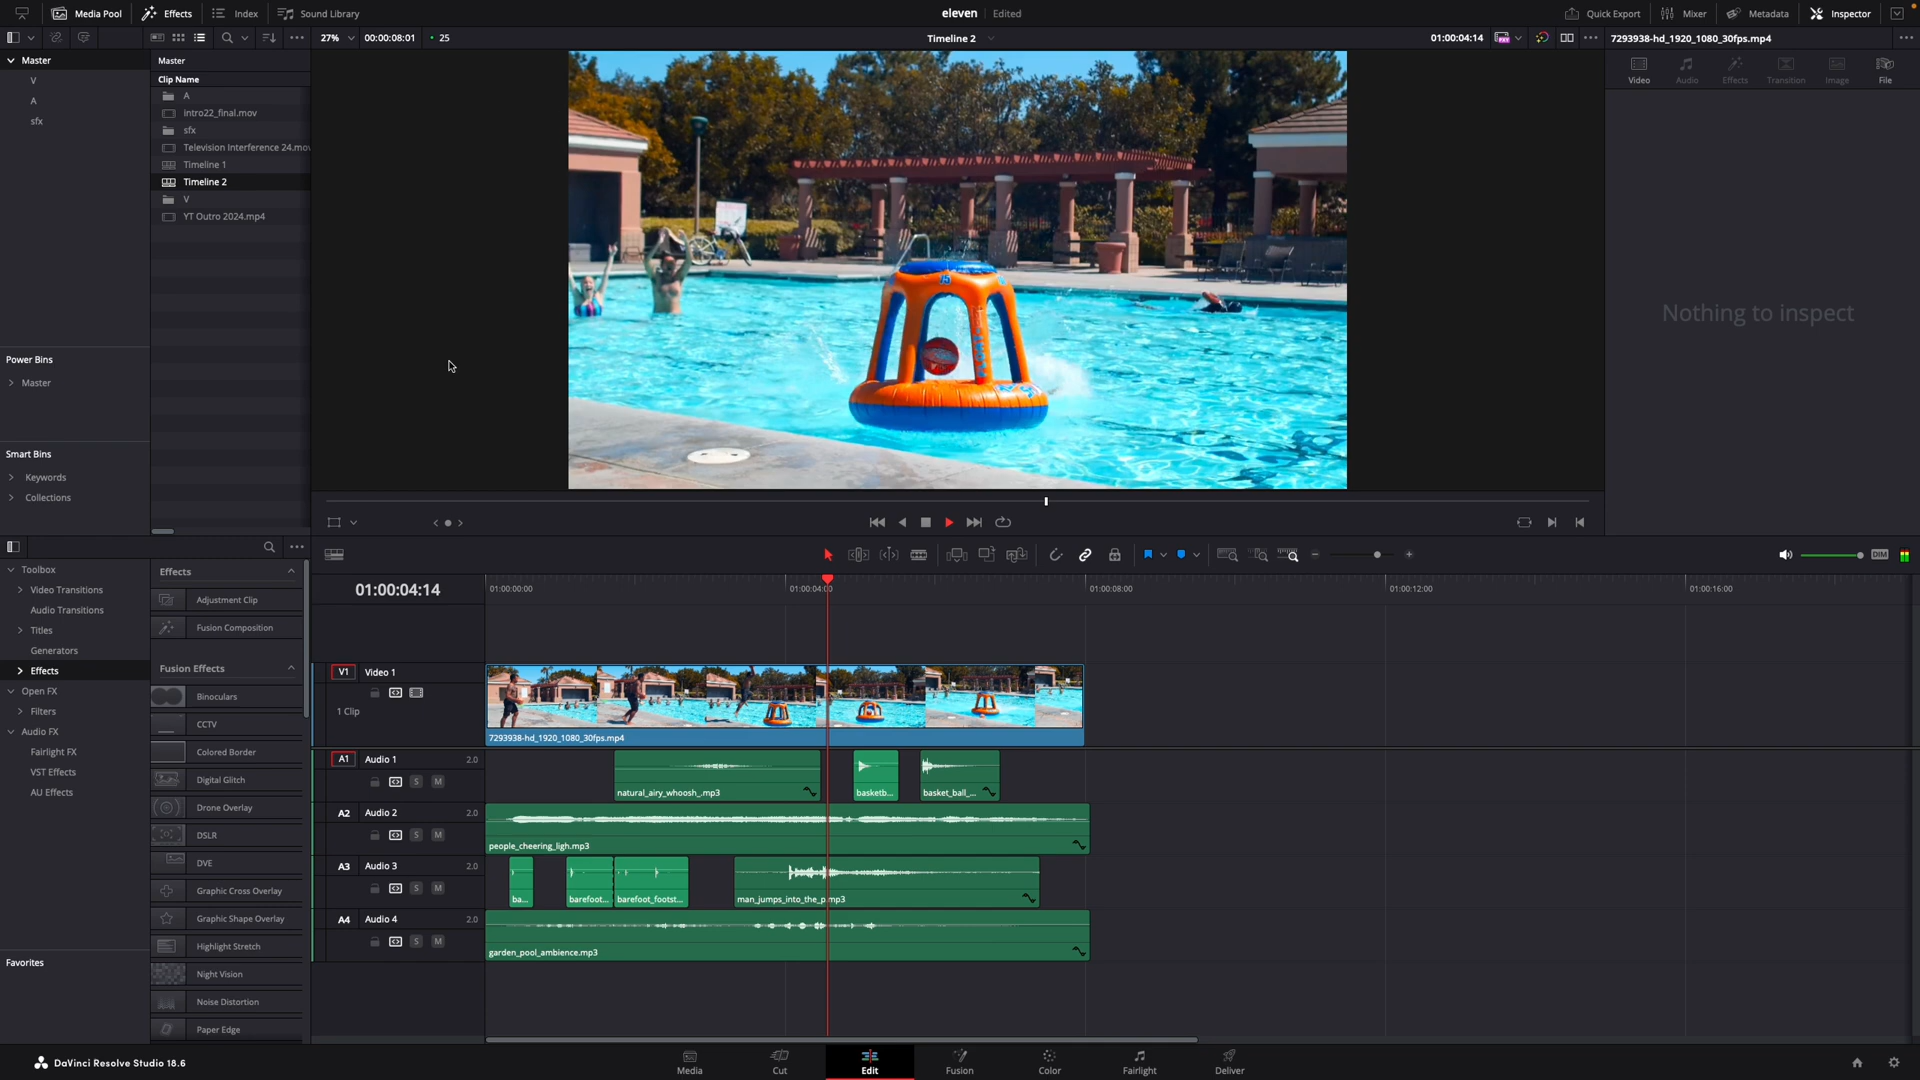 Media Pool
Effects
Index
Sound Library
eleven
Edited
Quick Export
Mixer
Metadata
Inspector
27%
00:00:08:01
25
Timeline 2
01:00:04:14
7293938-hd_1920_1080_30fps.mp4
Master
V
A
sfx
Master
Clip Name
A
intro22_final.mov
sfx
Television Interference 24.mov
Timeline 1
Timeline 2
V
YT Outro 2024.mp4
Power Bins
Master
Smart Bins
Keywords
Collections
Video
Audio
Effects
Transition
Image
File
Nothing to inspect
Toolbox
Video Transitions
Audio Transitions
Titles
Generators
Effects
Open FX
Filters
Audio FX
Fairlight FX
VST Effects
AU Effects
Favorites
Effects
Adjustment Clip
Fusion Composition
Fusion Effects
Binoculars
CCTV
Colored Border
Digital Glitch
Drone Overlay
DSLR
DVE
Graphic Cross Overlay
Graphic Shape Overlay
Highlight Stretch
Night Vision
Noise Distortion
Paper Edge
DIM
01:00:04:14
01:00:00:00
01:00:04:00
01:00:08:00
01:00:12:00
01:00:16:00
V1 Video 1
1 Clip
7293938-hd_1920_1080_30fps.mp4
A1 Audio 1 2.0
S M
natural_airy_whoosh_.mp3
basketb...
basket_ball_...
A2 Audio 2 2.0
S M
people_cheering_ligh.mp3
A3 Audio 3 2.0
S M
ba...
barefoot...
barefoot_footst...
man_jumps_into_the_p.mp3
A4 Audio 4 2.0
S M
garden_pool_ambience.mp3
DaVinci Resolve Studio 18.6
Media
Cut
Edit
Fusion
Color
Fairlight
Deliver